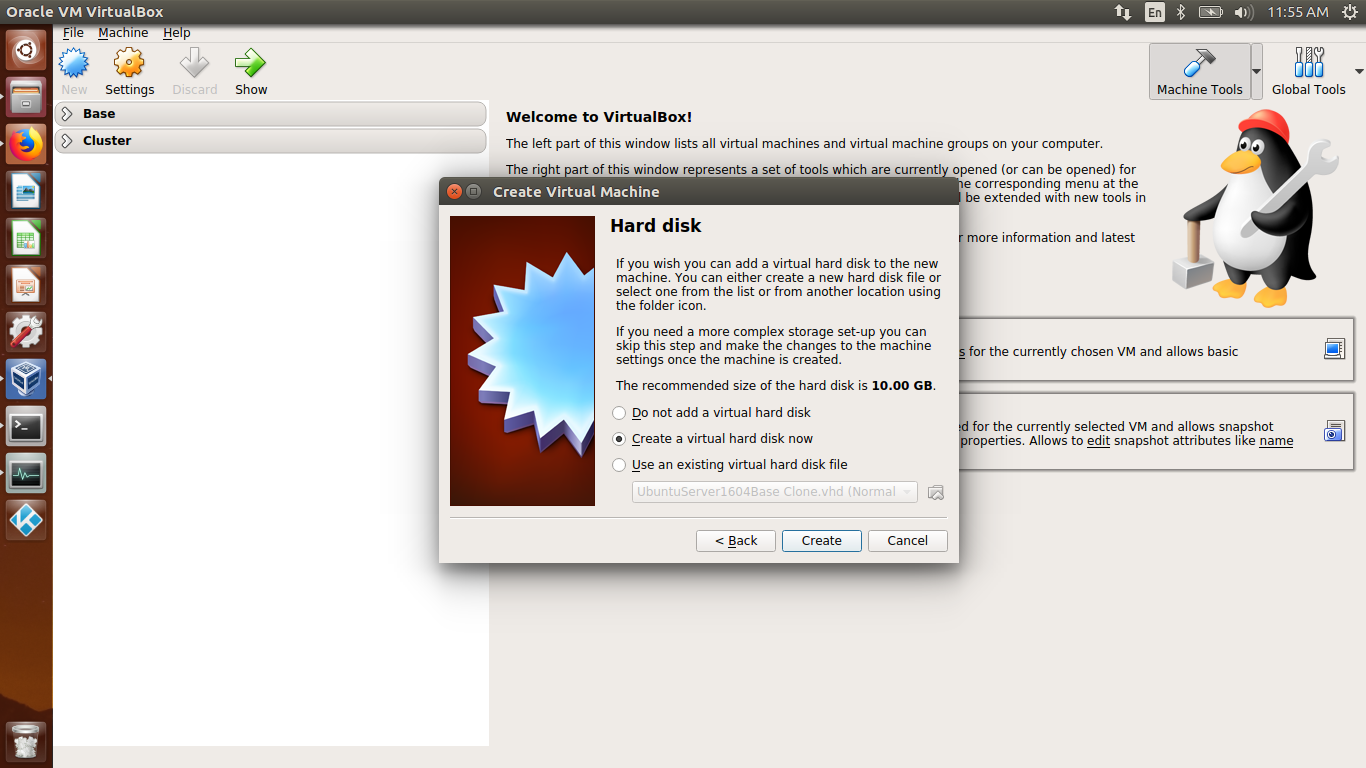 Oracle VM VirtualBox
En
11:55 AM
File Machine Help
New
Settings
Discard
Show
Machine Tools
Global Tools
Base
Cluster
Welcome to VirtualBox!
The left part of this window lists all virtual machines and virtual machine groups on your computer.
The right part of this window represents a set of tools which are currently opened (or can be opened) for
corresponding menu at the
be extended with new tools in
more information and latest
for the currently chosen VM and allows basic
for the currently selected VM and allows snapshot
properties. Allows to edit snapshot attributes like name
Create Virtual Machine
Hard disk
If you wish you can add a virtual hard disk to the new
machine. You can either create a new hard disk file or
select one from the list or from another location using
the folder icon.
If you need a more complex storage set-up you can
skip this step and make the changes to the machine
settings once the machine is created.
The recommended size of the hard disk is 10.00 GB.
Do not add a virtual hard disk
Create a virtual hard disk now
Use an existing virtual hard disk file
UbuntuServer1604Base Clone.vhd (Normal
< Back
Create
Cancel